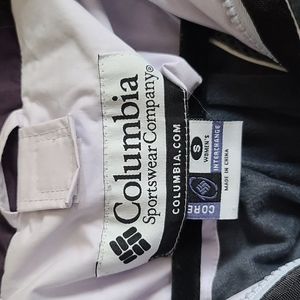 Columbia
Sportswear Company®
COLUMBIA.COM
S
WOMEN'S
CORE
INTERCHANGE
MADE IN CHINA